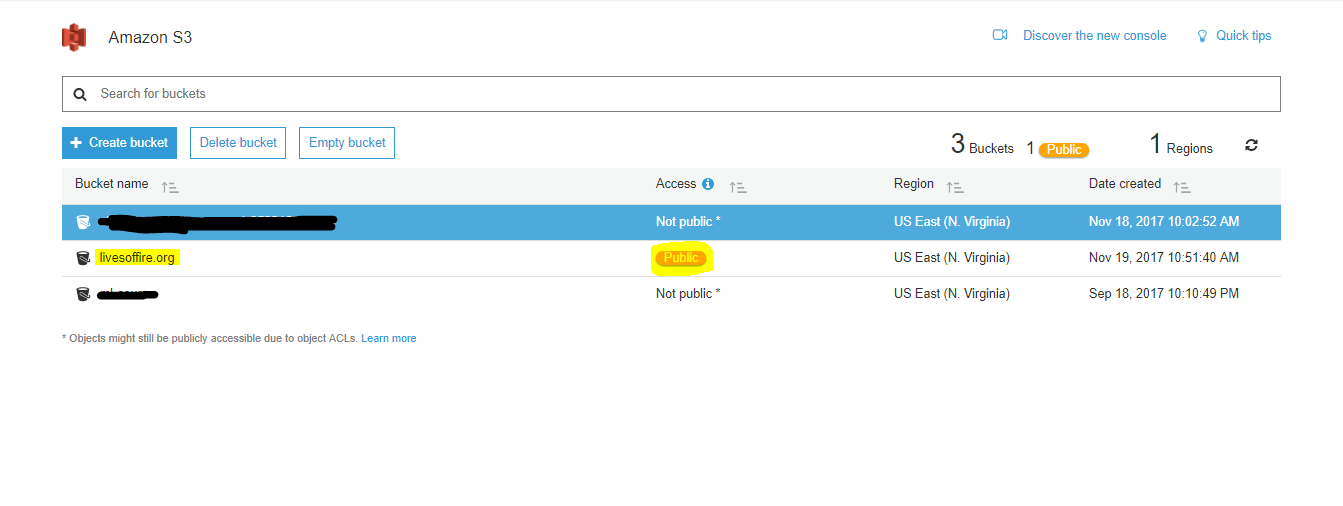 Amazon S3 Discover the new console Quick tips
Search for buckets
Create bucket Delete bucket Empty bucket 3 Buckets 1 Public 1 Regions
Bucket name Access Region Date created
Not public * US East (N. Virginia) Nov 18, 2017 10:02:52 AM
livesoffire.org Public US East (N. Virginia) Nov 19, 2017 10:51:40 AM
Not public * US East (N. Virginia) Sep 18, 2017 10:10:49 PM
* Objects might still be publicly accessible due to object ACLs. Learn more